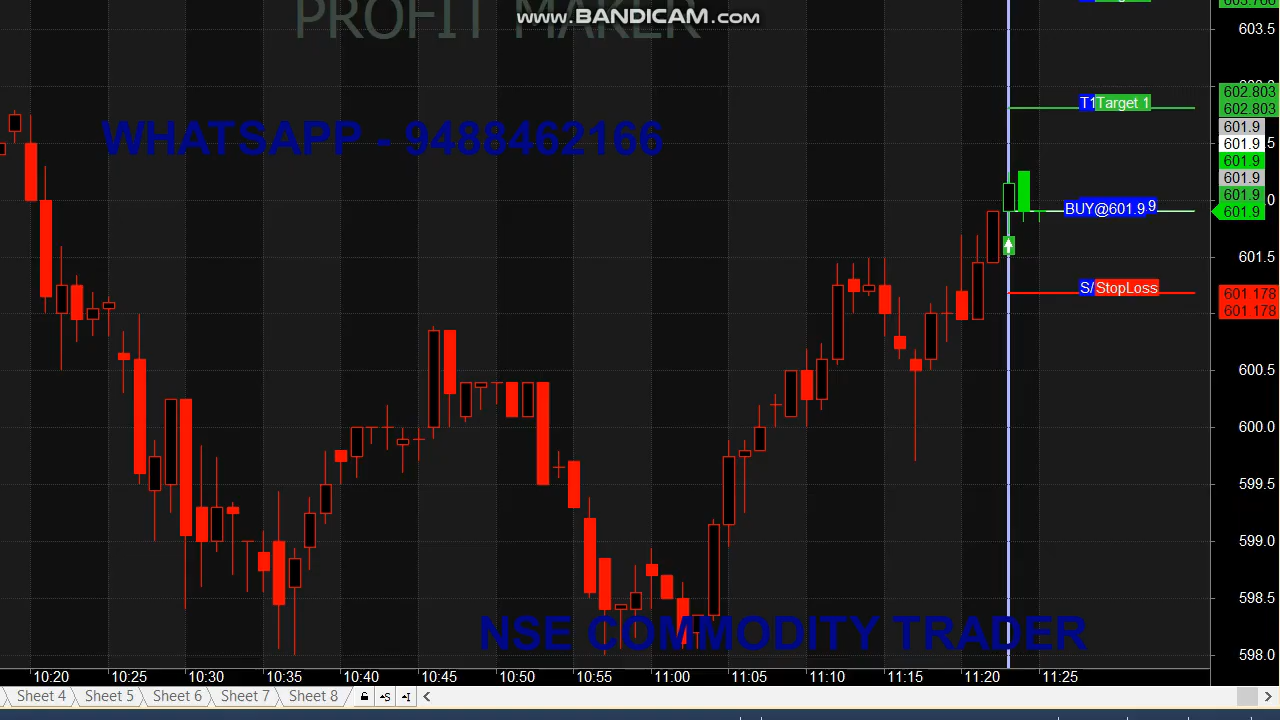 PROFIT MAKER
www.BANDICAM.com
603.5
T1Target 1
602.803
602.803
WHATSAPP - 9488462166
601.9
601.9
601.9
601.9
601.9
601.9
BUY@601.9 9
601.5
S/StopLoss
601.178
601.178
600.5
600.0
599.5
599.0
598.5
NSE COMMODITY TRADER
598.0
10:20 10:25 10:30 10:35 10:40 10:45 10:50 10:55 11:00 11:05 11:10 11:15 11:20 11:25
Sheet 4 Sheet 5 Sheet 6 Sheet 7 Sheet 8